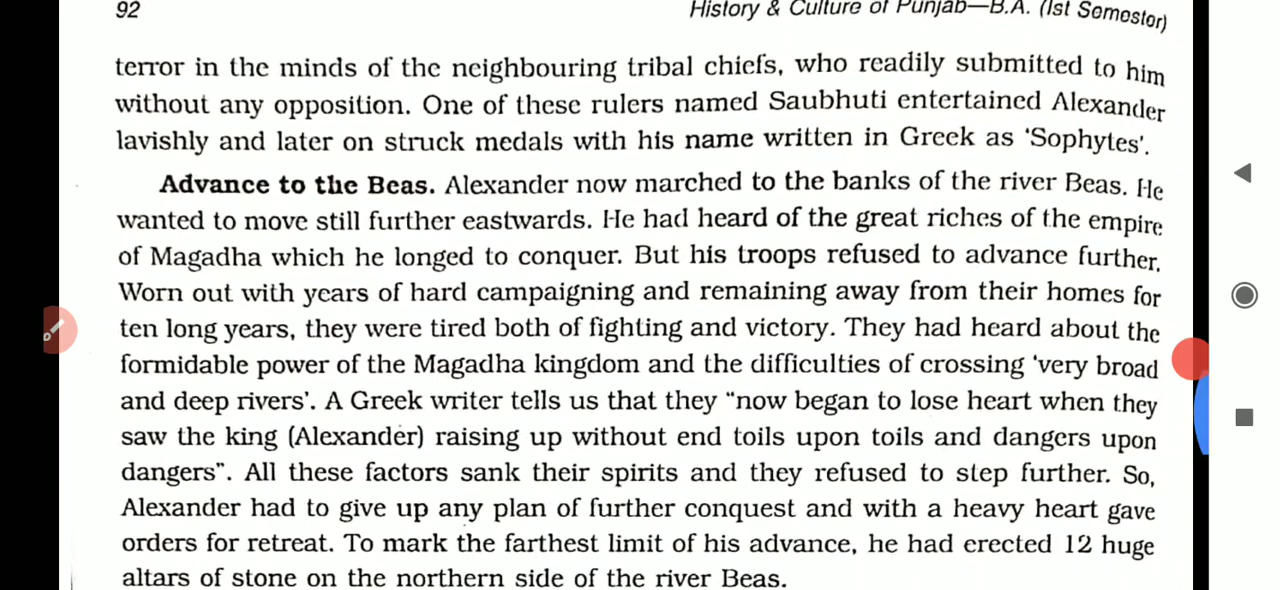 92
History & Culture of Punjab—B.A. (Ist Semester)
terror in the minds of the neighbouring tribal chiefs, who readily submitted to him
without any opposition. One of these rulers named Saubhuti entertained Alexander
lavishly and later on struck medals with his name written in Greek as ‘Sophytes’.
Advance to the Beas. Alexander now marched to the banks of the river Beas. He
wanted to move still further eastwards. He had heard of the great riches of the empire
of Magadha which he longed to conquer. But his troops refused to advance further.
Worn out with years of hard campaigning and remaining away from their homes for
ten long years, they were tired both of fighting and victory. They had heard about the
formidable power of the Magadha kingdom and the difficulties of crossing ‘very broad
and deep rivers’. A Greek writer tells us that they “now began to lose heart when they
saw the king (Alexander) raising up without end toils upon toils and dangers upon
dangers”. All these factors sank their spirits and they refused to step further. So,
Alexander had to give up any plan of further conquest and with a heavy heart gave
orders for retreat. To mark the farthest limit of his advance, he had erected 12 huge
altars of stone on the northern side of the river Beas.